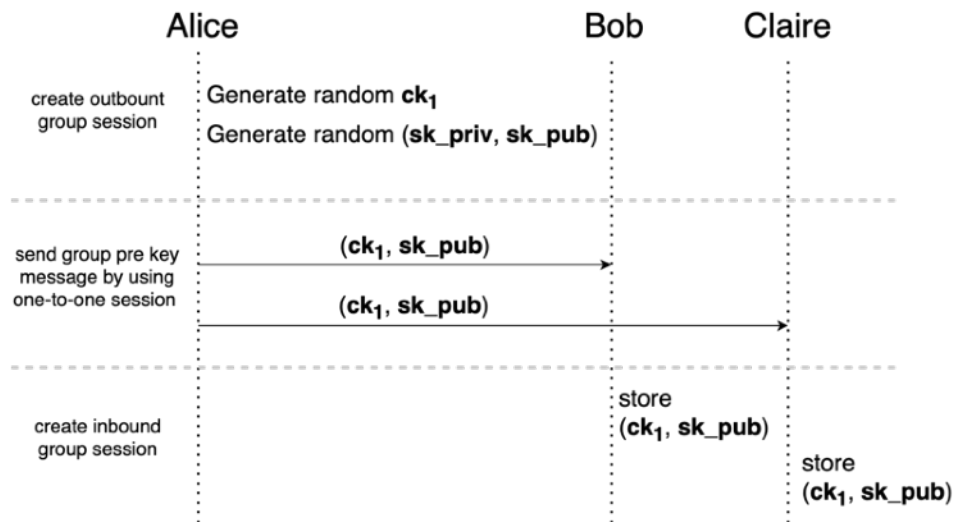 Alice
Bob
Claire
create outbount
group session
Generate random ck1
Generate random (sk_priv, sk_pub)
send group pre key
message by using
one-to-one session
(ck1, sk_pub)
(ck1, sk_pub)
create inbound
group session
store
(ck1, sk_pub)
store
(ck1, sk_pub)